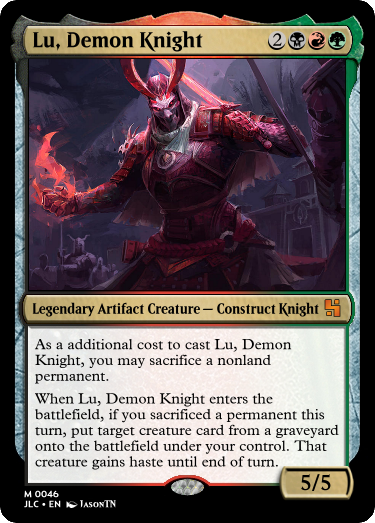 Lu, Demon Knight 2
Legendary Artifact Creature — Construct Knight
As a additional cost to cast Lu, Demon
Knight, you may sacrifice a nonland
permanent.
When Lu, Demon Knight enters the
battlefield, if you sacrificed a permanent this
turn, put target creature card from a graveyard
onto the battlefield under your control. That
creature gains haste until end of turn.
5/5
M 0046
JLC • EN JasonTN